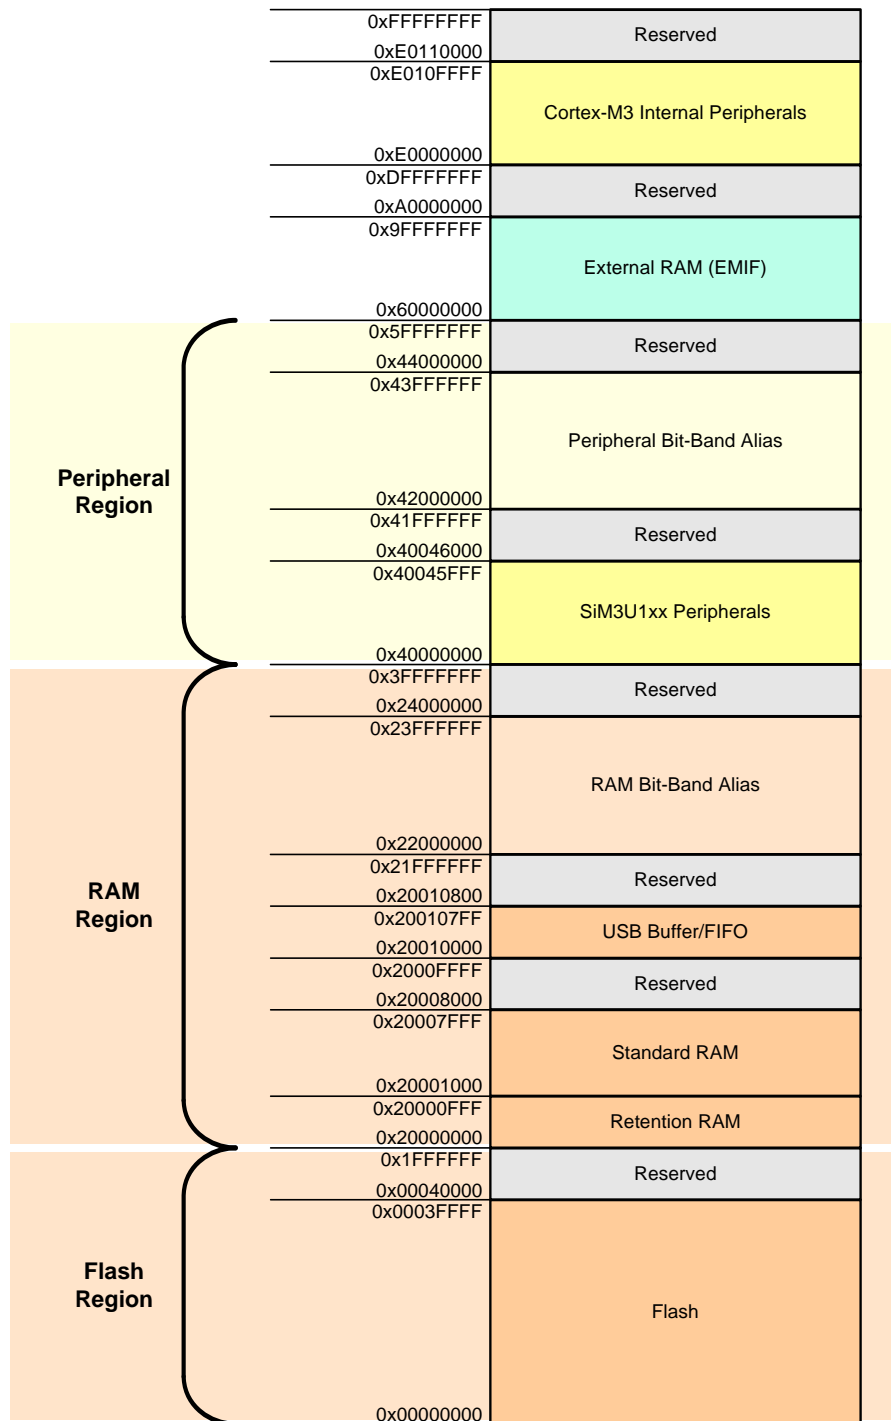 0xFFFFFFFF
Reserved
0xE0110000
0xE010FFFF
Cortex-M3 Internal Peripherals
0xE0000000
0xDFFFFFFF
Reserved
0xA0000000
0x9FFFFFFF
External RAM (EMIF)
0x60000000
0x5FFFFFFF
Reserved
0x44000000
0x43FFFFFF
Peripheral Bit-Band Alias
Peripheral
Region
0x42000000
0x41FFFFFF
Reserved
0x40046000
0x40045FFF
SiM3U1xx Peripherals
0x40000000
0x3FFFFFFF
Reserved
0x24000000
0x23FFFFFF
RAM Bit-Band Alias
0x22000000
0x21FFFFFF
Reserved
0x20010800
RAM
Region
0x200107FF
USB Buffer/FIFO
0x20010000
0x2000FFFF
Reserved
0x20008000
0x20007FFF
Standard RAM
0x20001000
0x20000FFF
Retention RAM
0x20000000
0x1FFFFFF
Reserved
0x00040000
0x0003FFFF
Flash
Region
Flash
0x00000000